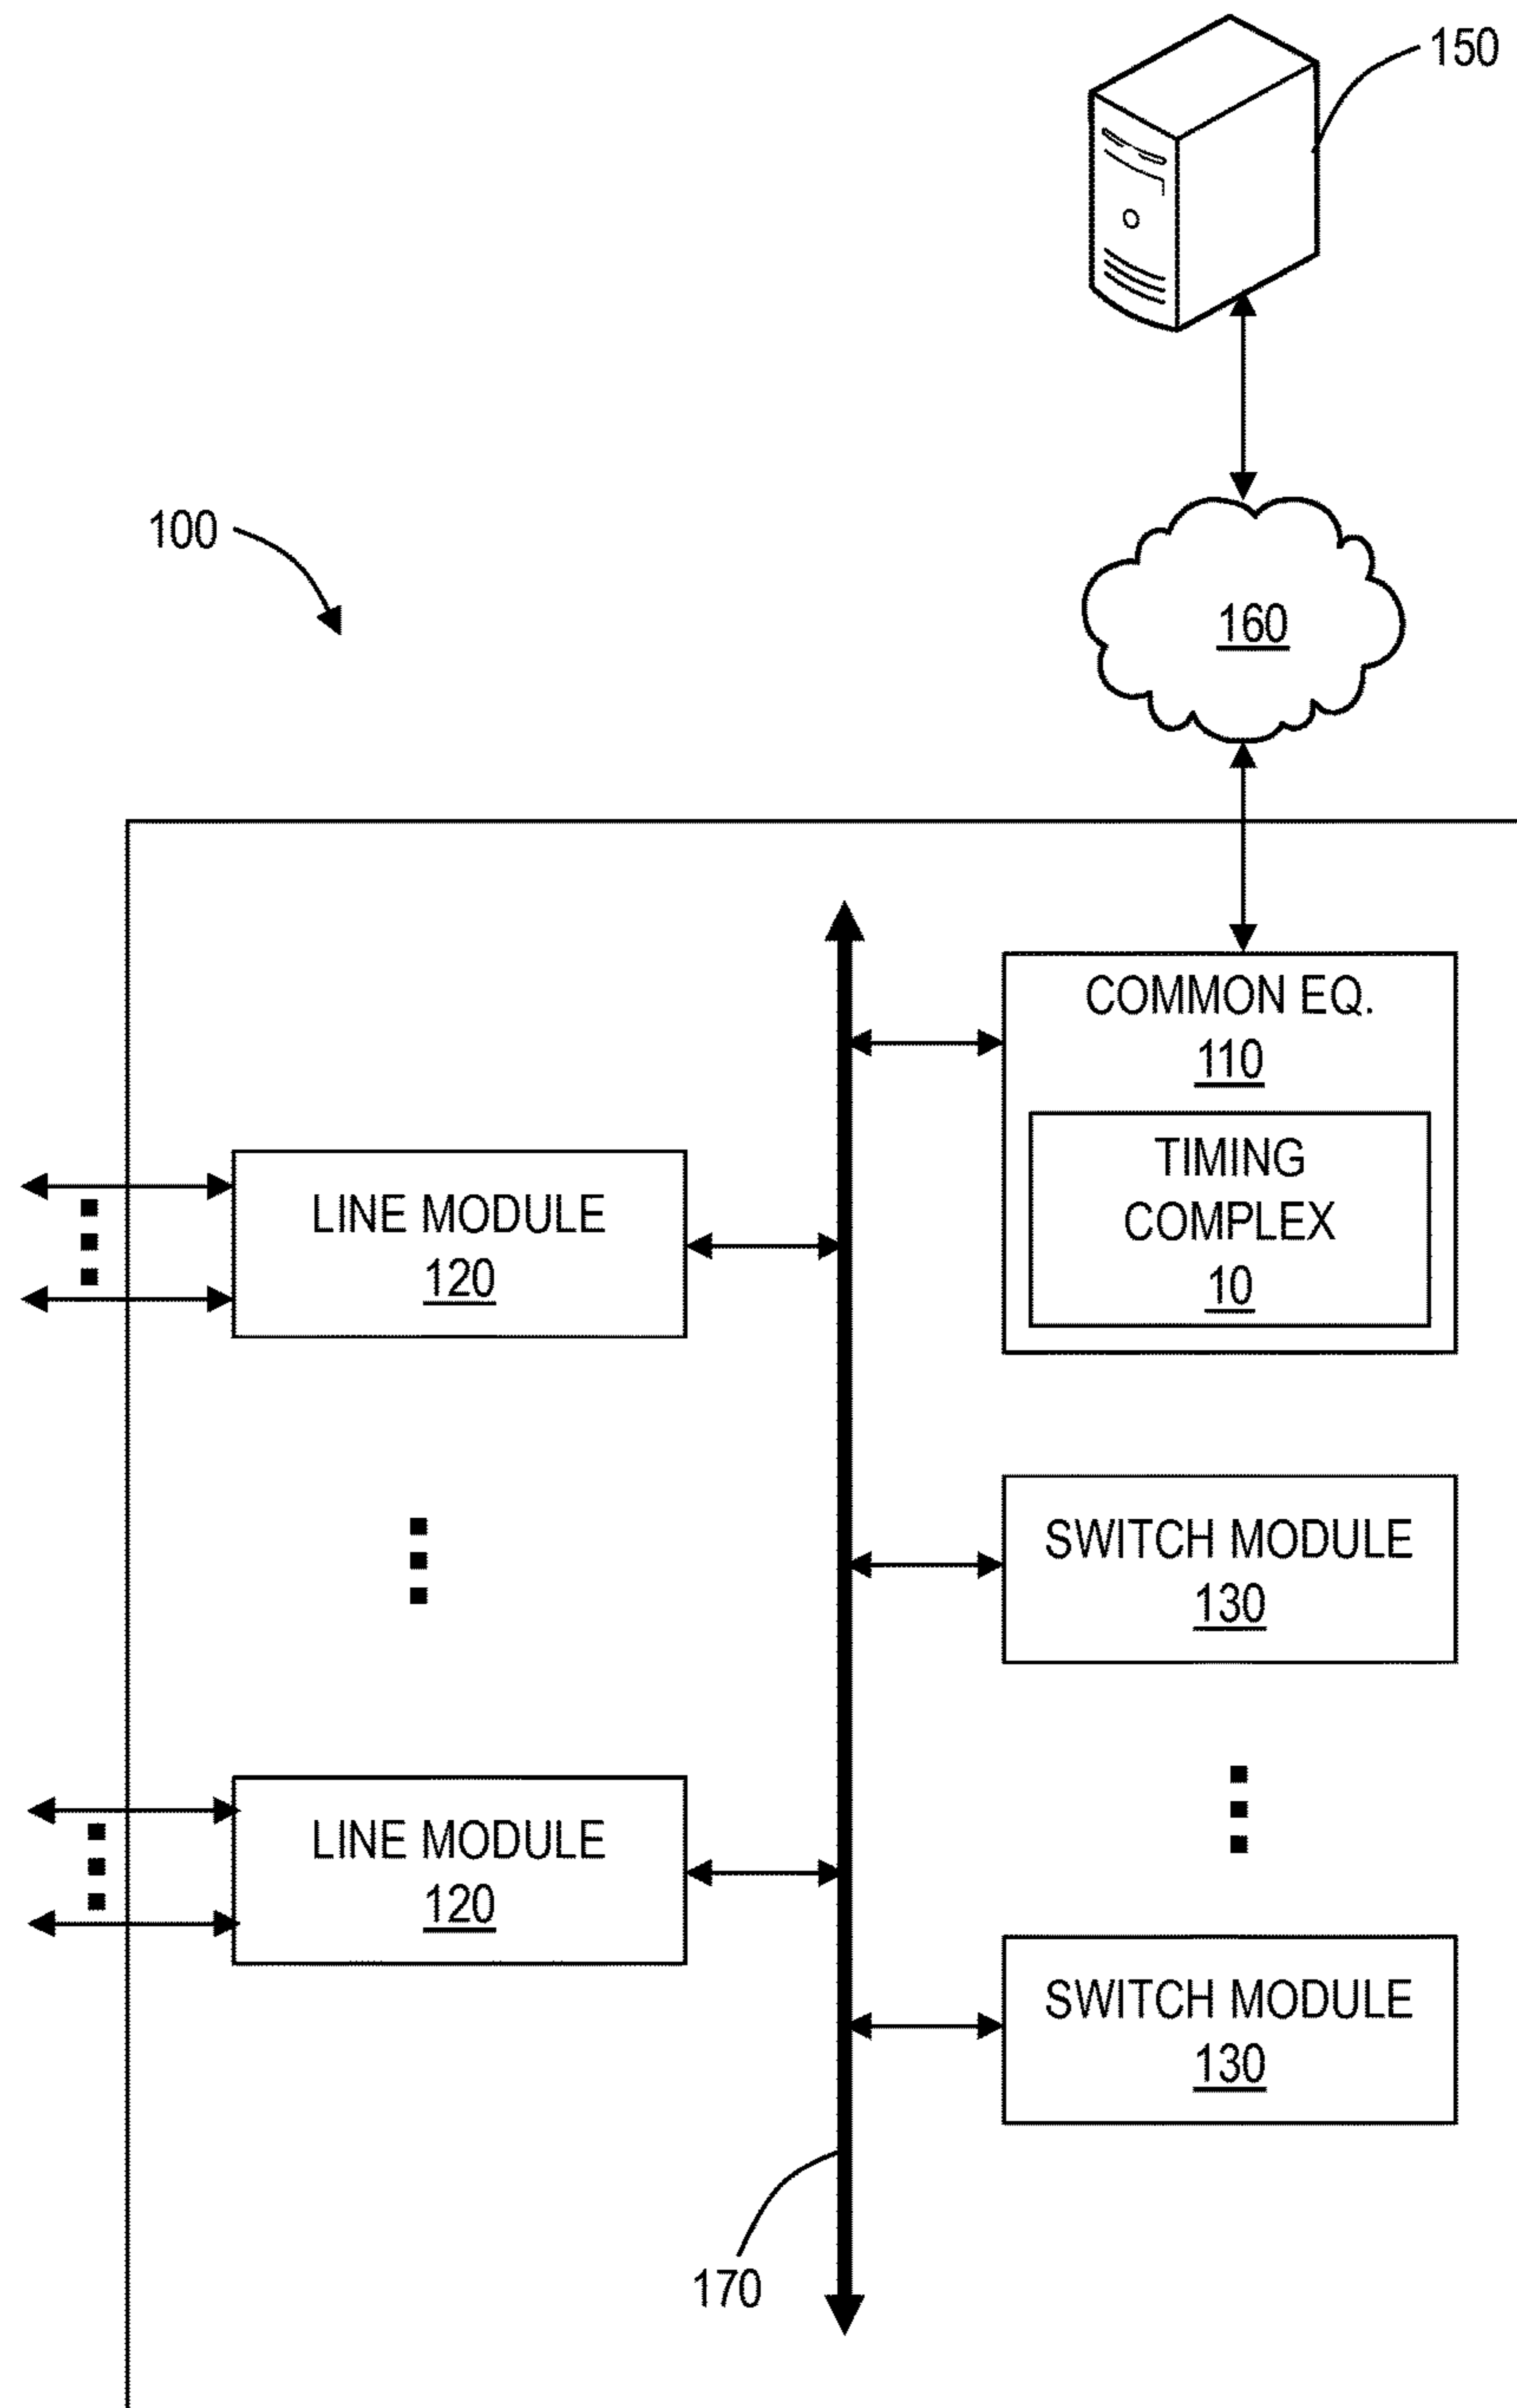 150
100
160
COMMON EQ.
110
TIMING
COMPLEX
10
LINE MODULE
120
SWITCH MODULE
130
LINE MODULE
120
SWITCH MODULE
130
170